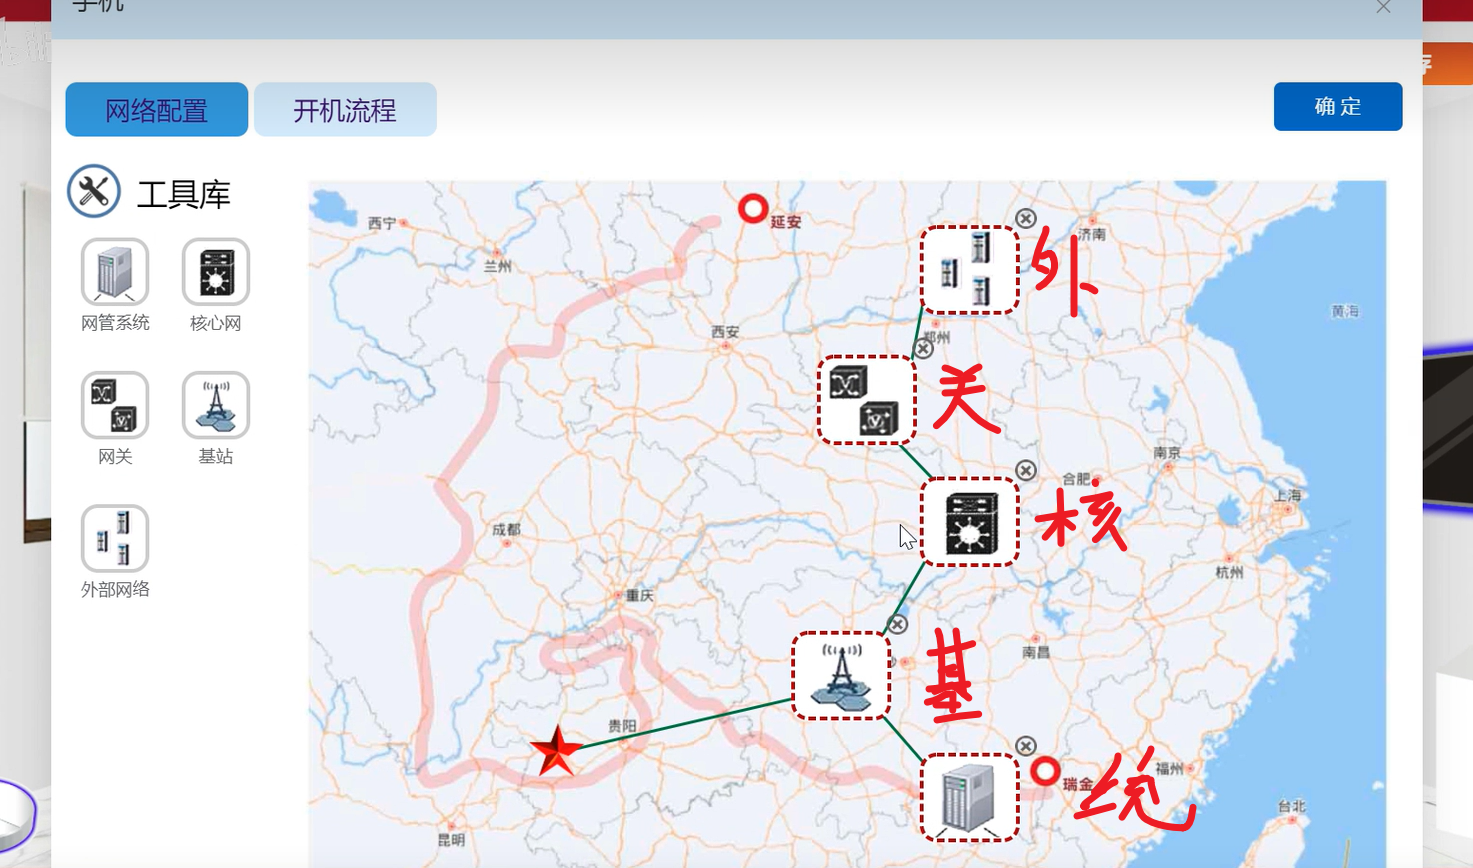 手机
网络配置
开机流程
确定
工具库
网管系统
核心网
网关
基站
外部网络
西宁
延安
济南
外
兰州
黄海
西安
郑州
关
南京
合肥
上海
核
成都
杭州
重庆
南昌
基
贵阳
瑞金
统
福州
台北
昆明